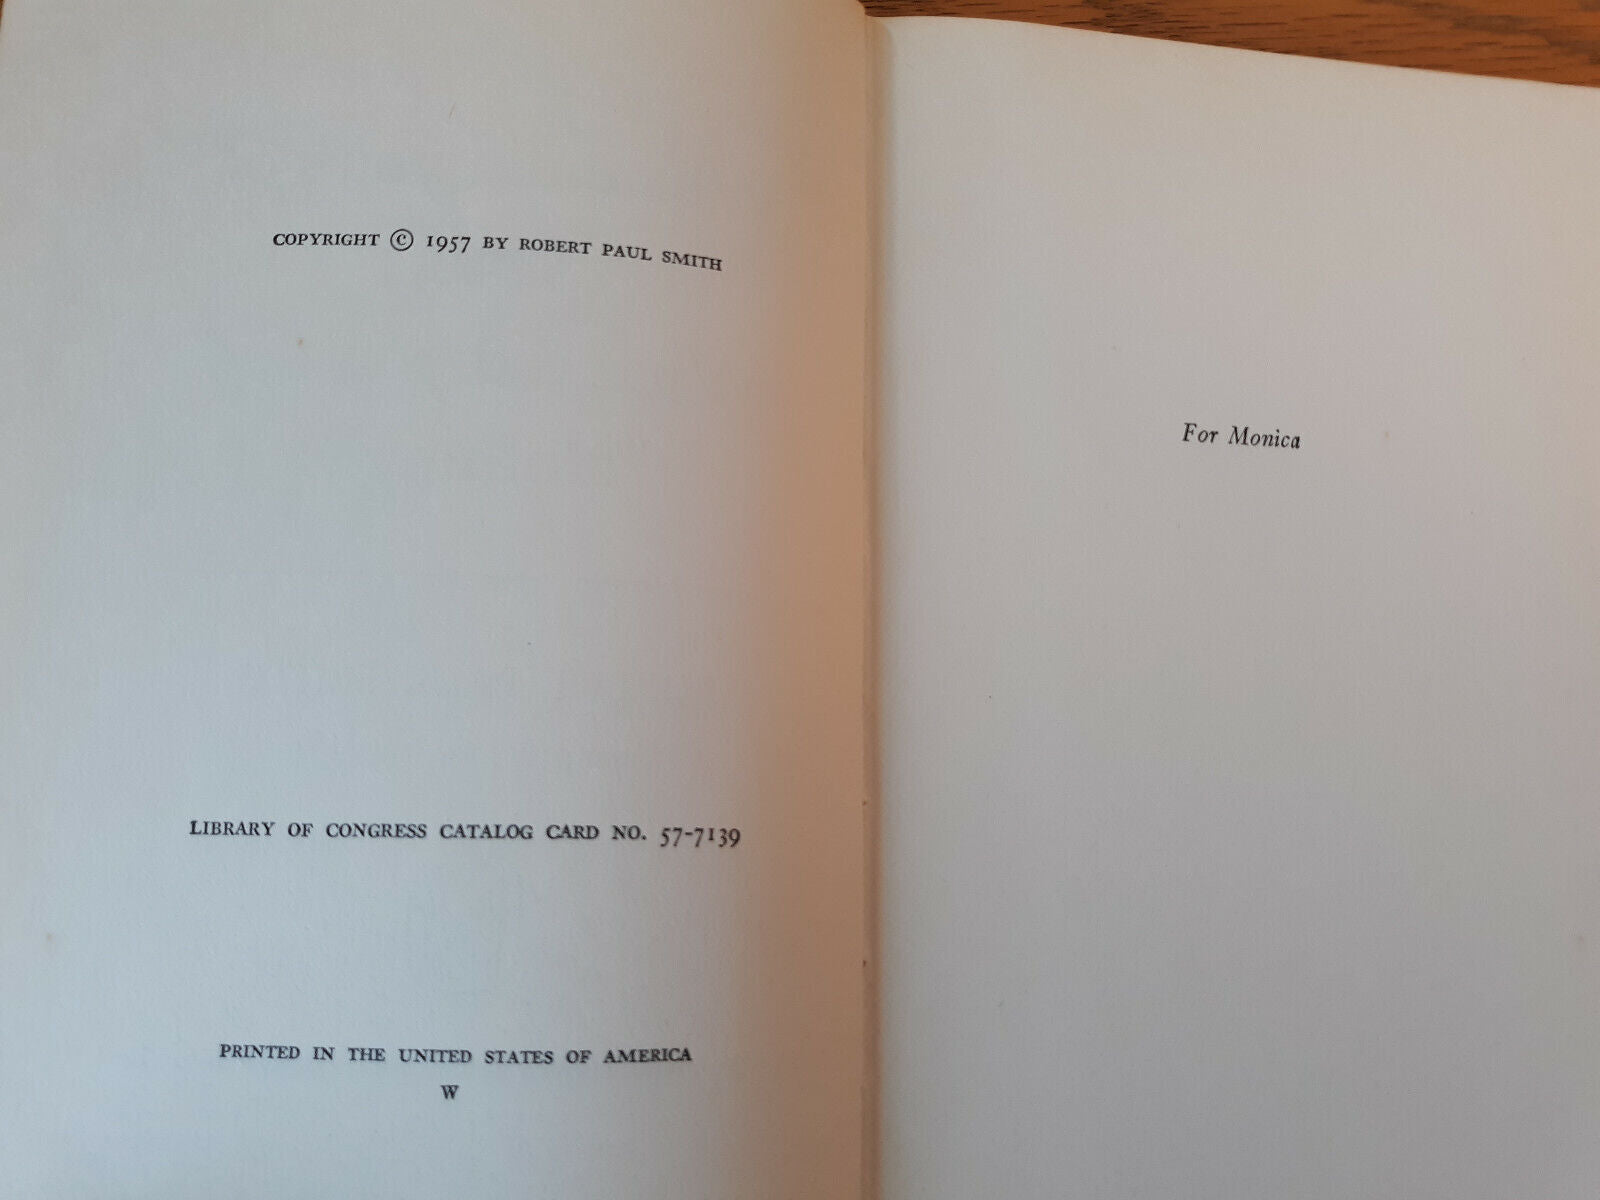 COPYRIGHT © 1957 BY ROBERT PAUL SMITH
LIBRARY OF CONGRESS CATALOG CARD NO. 57-7139
PRINTED IN THE UNITED STATES OF AMERICA
W
For Monica